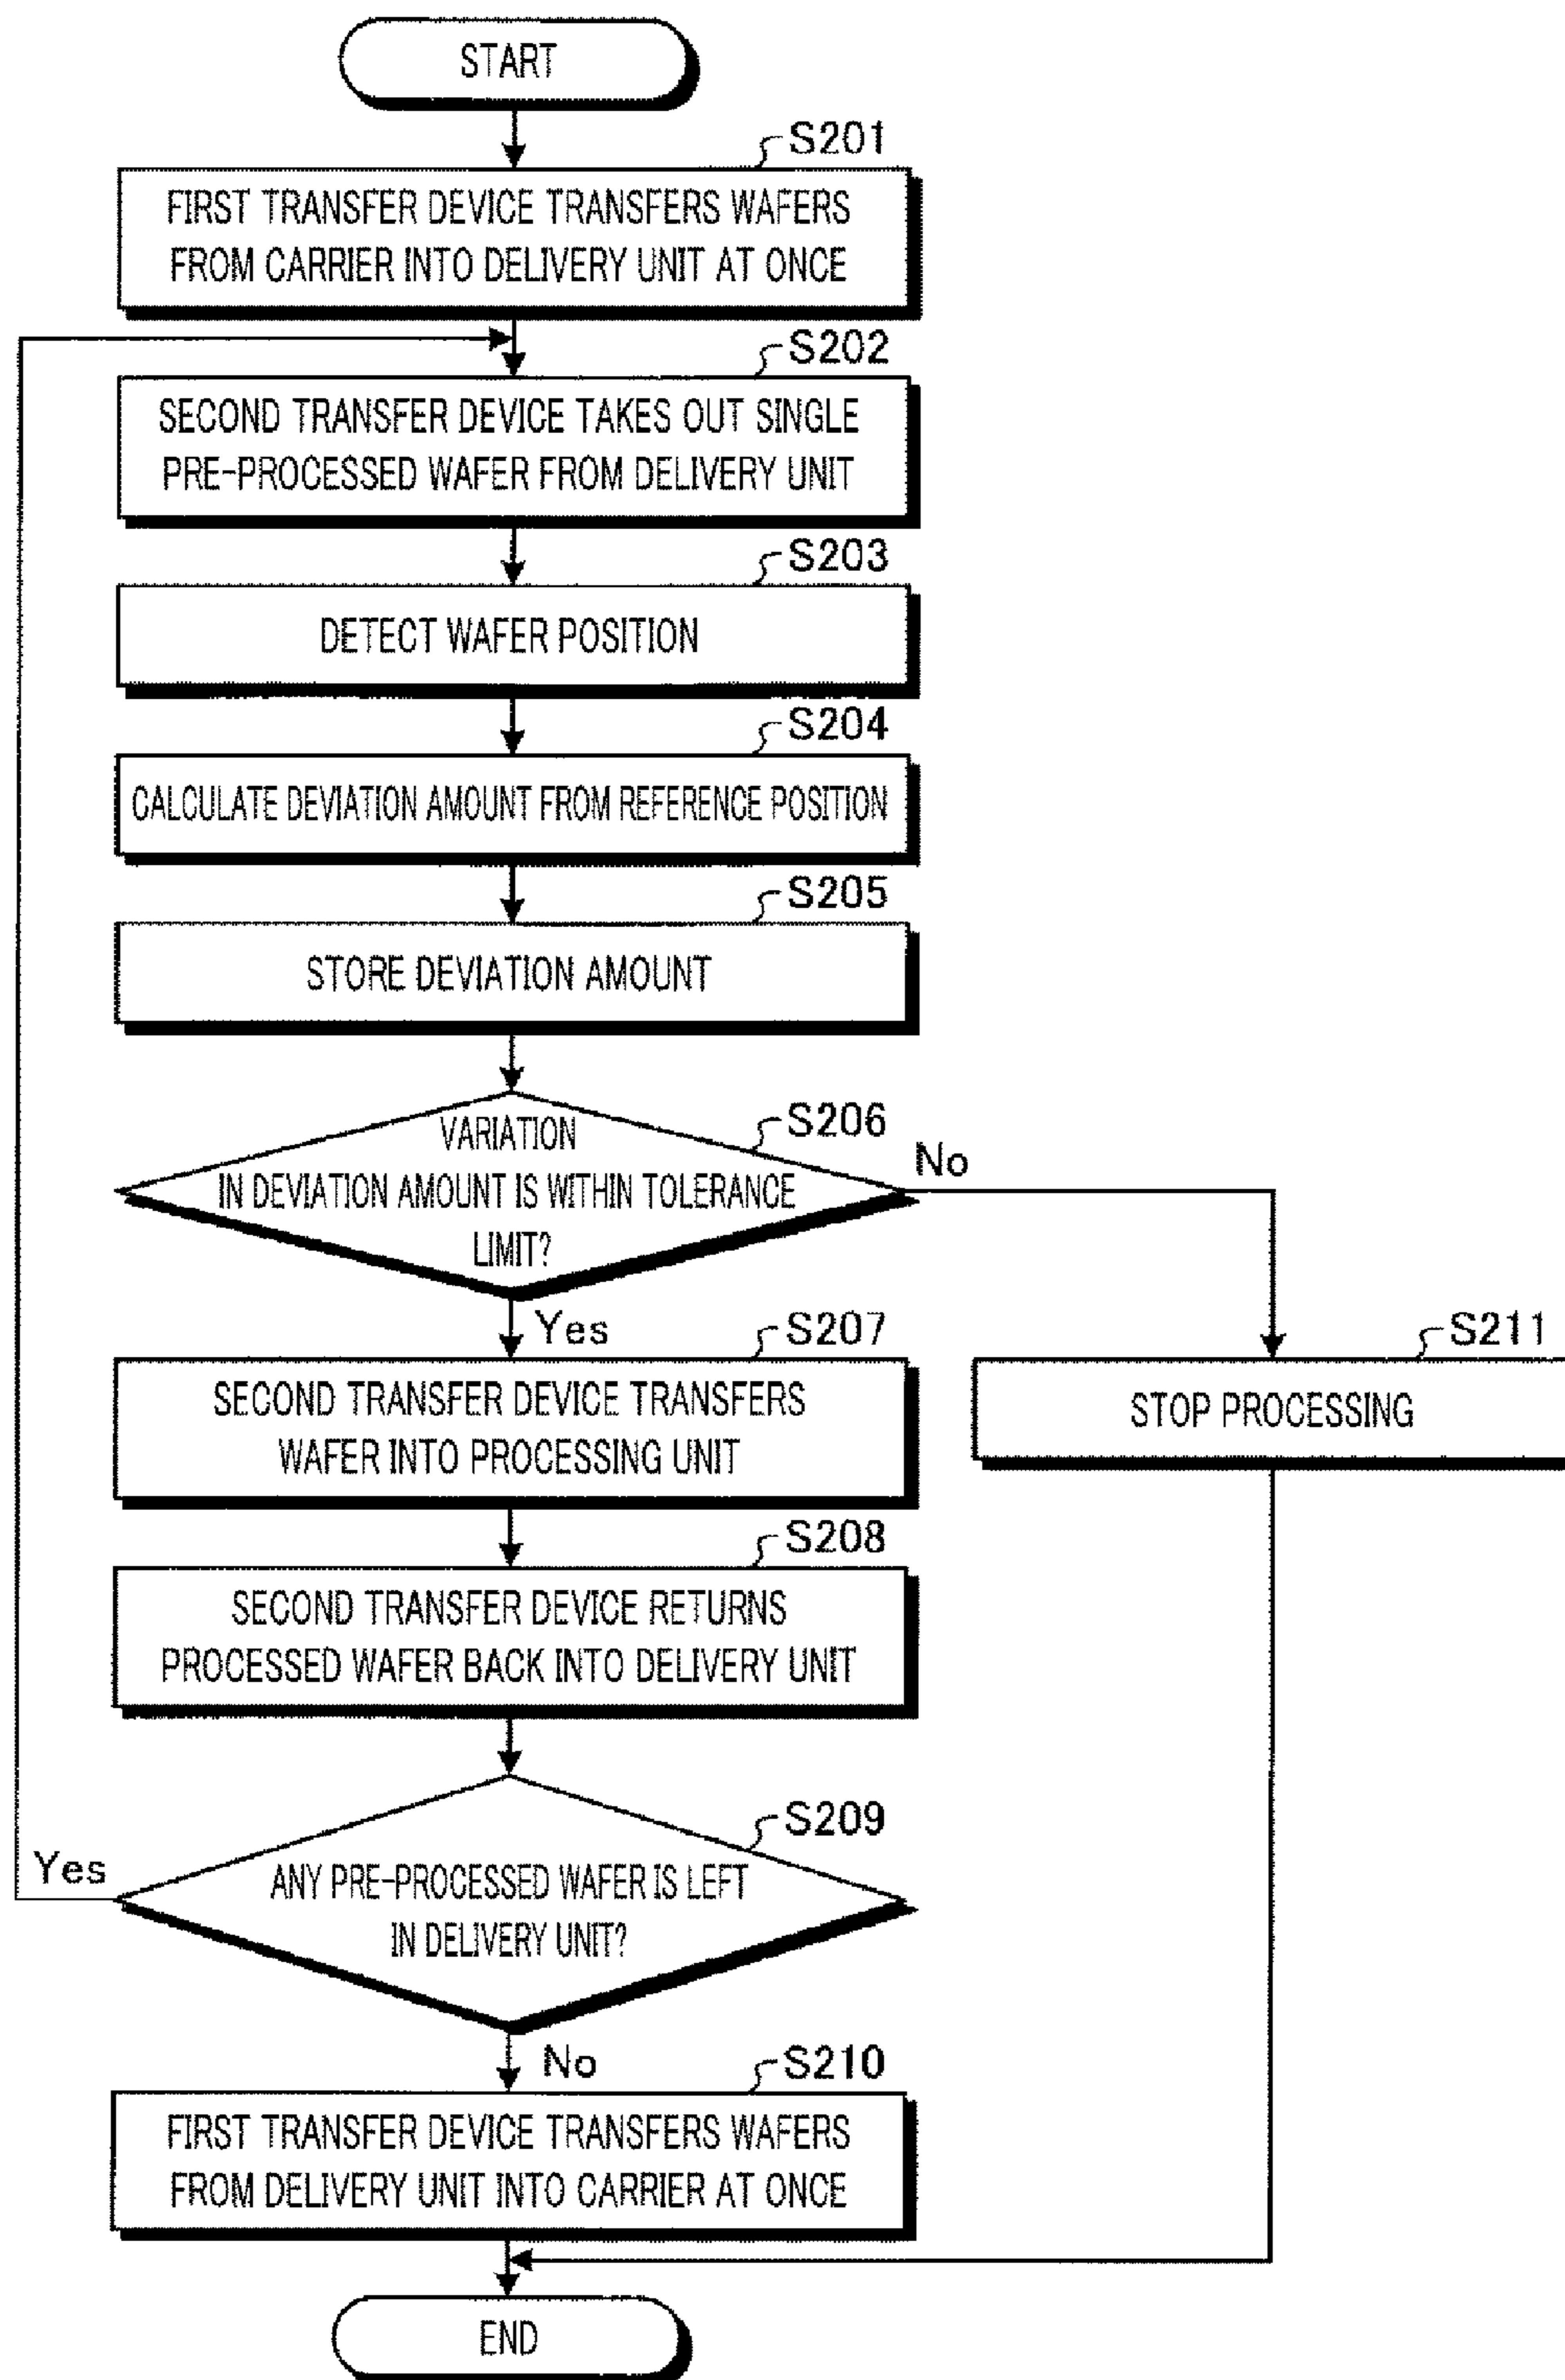 START
S201
FIRST TRANSFER DEVICE TRANSFERS WAFERS
FROM CARRIER INTO DELIVERY UNIT AT ONCE
S202
SECOND TRANSFER DEVICE TAKES OUT SINGLE
PRE-PROCESSED WAFER FROM DELIVERY UNIT
S203
DETECT WAFER POSITION
S204
CALCULATE DEVIATION AMOUNT FROM REFERENCE POSITION
S205
STORE DEVIATION AMOUNT
S206
VARIATION
IN DEVIATION AMOUNT IS WITHIN TOLERANCE
LIMIT?
No
Yes
S207
SECOND TRANSFER DEVICE TRANSFERS
WAFER INTO PROCESSING UNIT
S211
STOP PROCESSING
S208
SECOND TRANSFER DEVICE RETURNS
PROCESSED WAFER BACK INTO DELIVERY UNIT
S209
Yes
ANY PRE-PROCESSED WAFER IS LEFT
IN DELIVERY UNIT?
No
S210
FIRST TRANSFER DEVICE TRANSFERS WAFERS
FROM DELIVERY UNIT INTO CARRIER AT ONCE
END